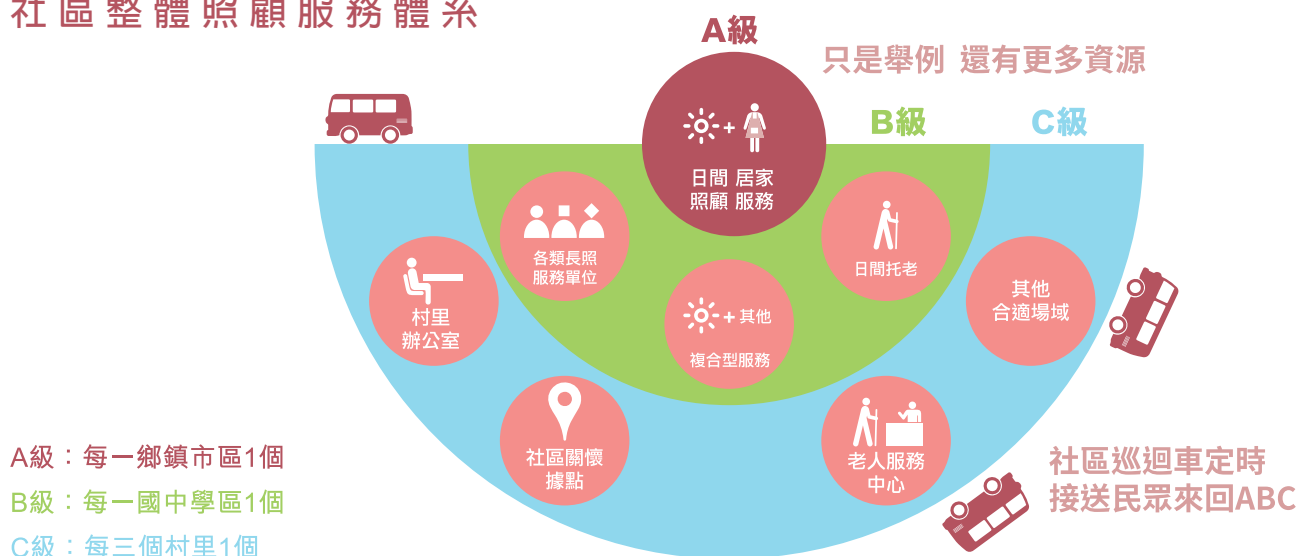 社區整體照顧服務體系
A級
只是舉例 還有更多資源
B級
C級
+
日間 居家
照顧 服務
各類長照
服務單位
日間托老
村里
辦公室
+ 其他
複合型服務
其他
合適場域
社區關懷
據點
老人服務
中心
A級：每一鄉鎮市區1個
B級：每一國中學區1個
C級：每三個村里1個
社區巡迴車定時
接送民眾來回ABC